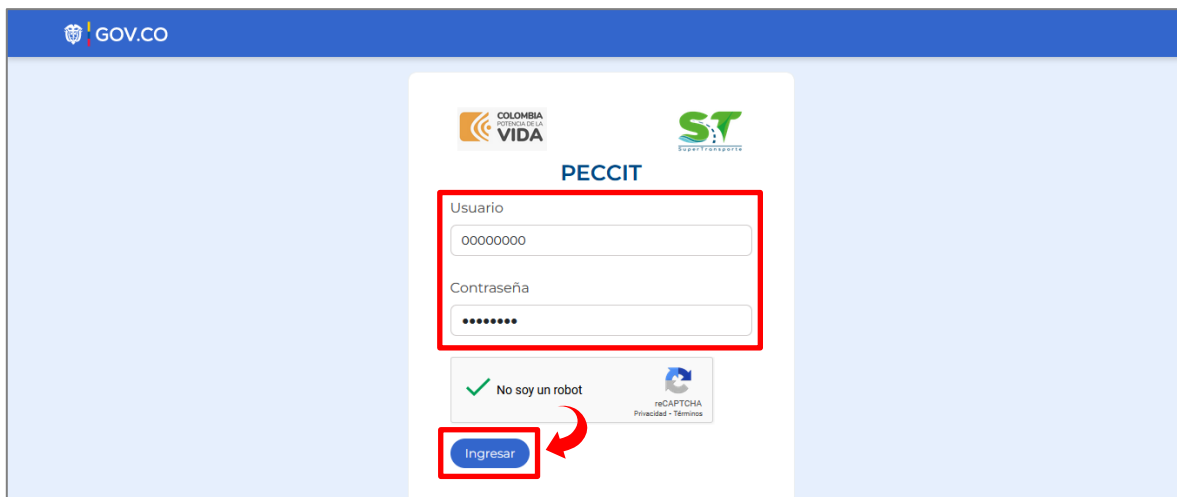 GOV.CO
COLOMBIA
POTENCIA DE LA
VIDA
ST
SuperTransporte
PECCIT
Usuario
00000000
Contraseña
••••••••
No soy un robot
reCAPTCHA
Privacidad - Términos
Ingresar